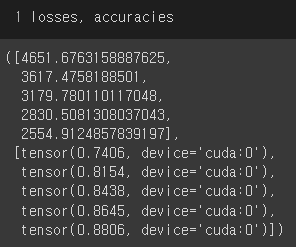 1 losses, accuracies
([4651.6763158887625,
3617.4758188501,
3179.780110117048,
2830.5081308037043,
2554.9124857839197],
[tensor(0.7406, device='cuda:0'),
tensor(0.8154, device='cuda:0'),
tensor(0.8438, device='cuda:0'),
tensor(0.8645, device='cuda:0'),
tensor(0.8806, device='cuda:0')])